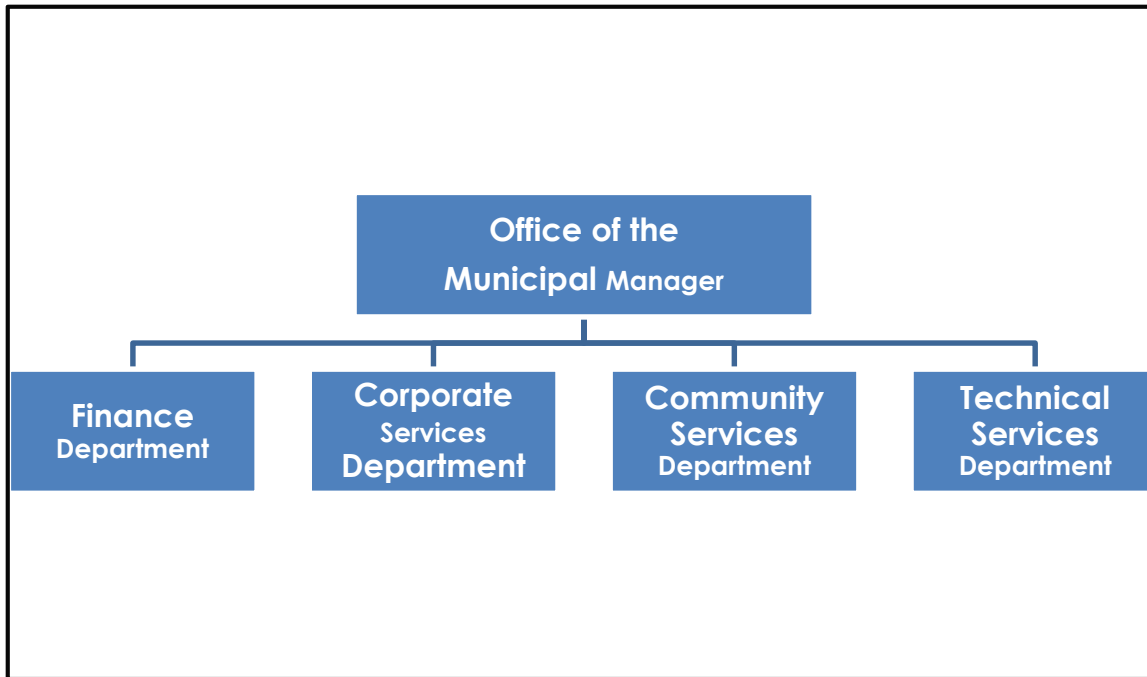 Office of the
Municipal Manager
Finance
Department
Corporate
Services
Department
Community
Services
Department
Technical
Services
Department